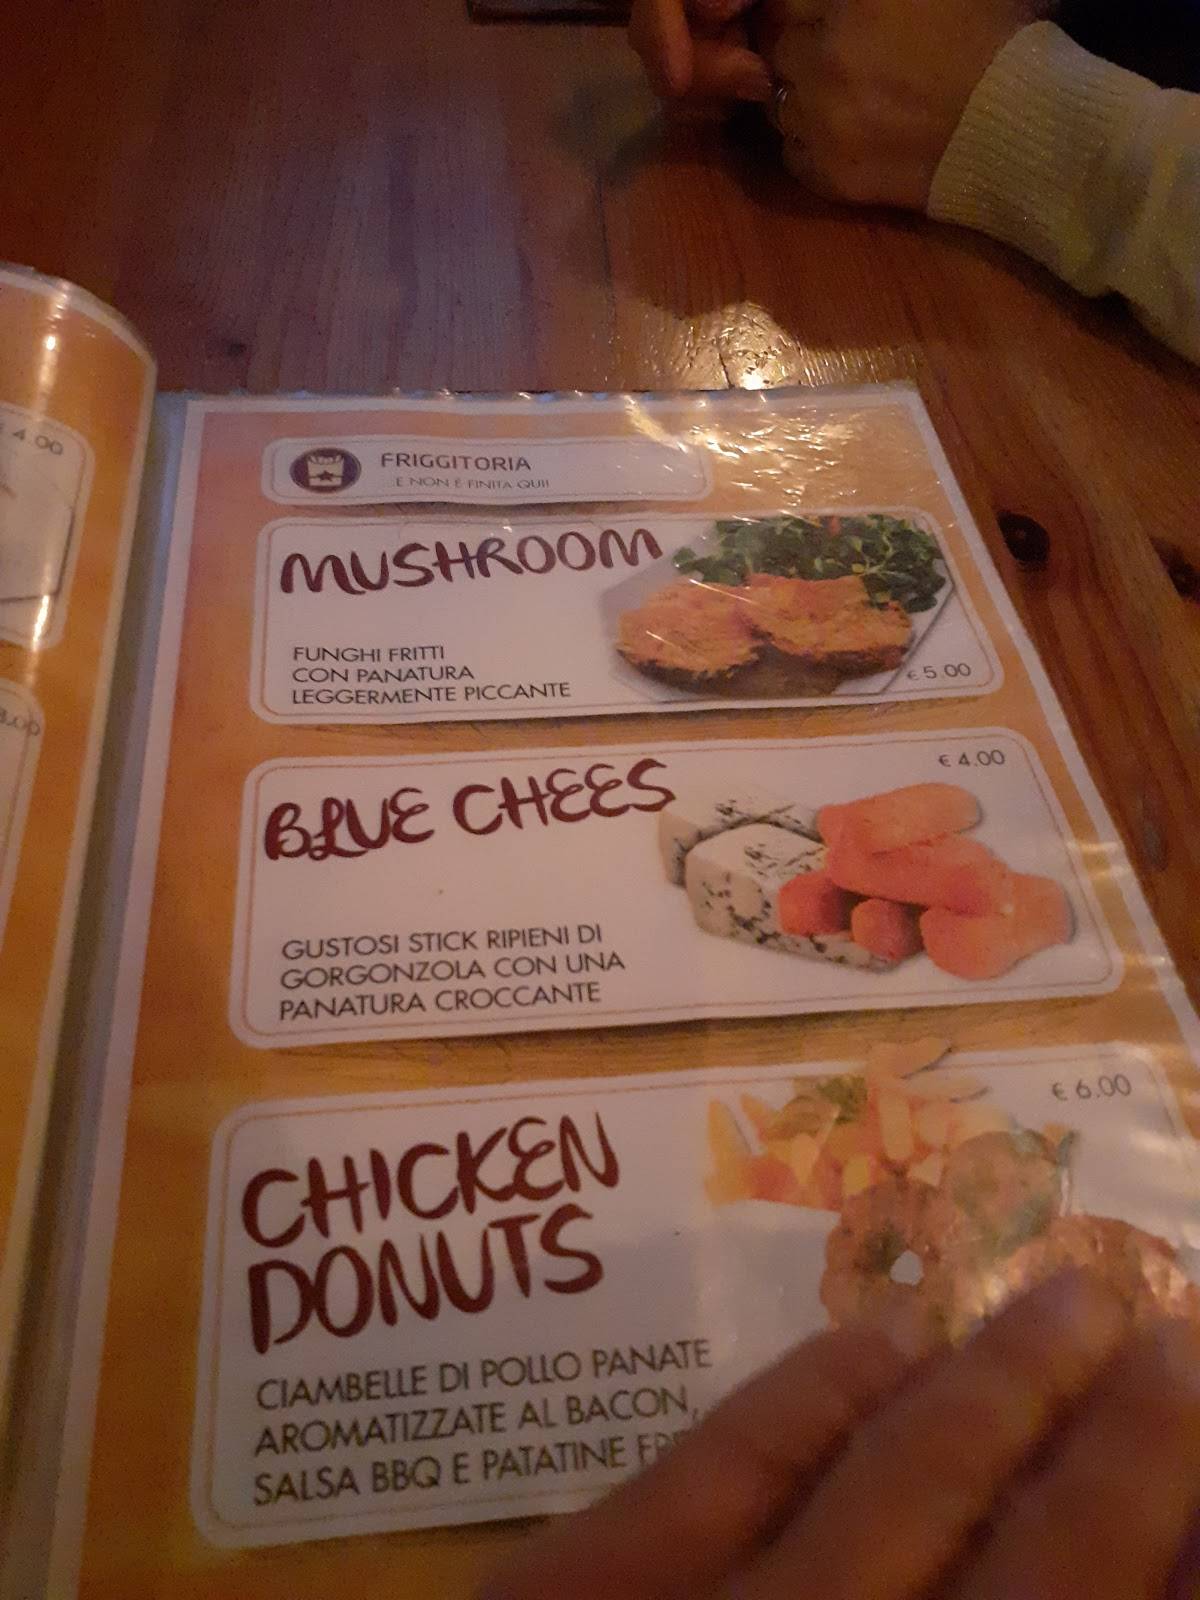 € 4.00
FRIGGITORIA
...E NON É FINITA QUI!
MUSHROOM
FUNGHI FRITTI
CON PANATURA
LEGGERMENTE PICCANTE
€ 5.00
BLUE CHEES
€ 4.00
GUSTOSI STICK RIPIENI DI
GORGONZOLA CON UNA
PANATURA CROCCANTE
CHICKEN
DONUTS
€ 6.00
CIAMBELLE DI POLLO PANATE
AROMATIZZATE AL BACON,
SALSA BBQ E PATATINE